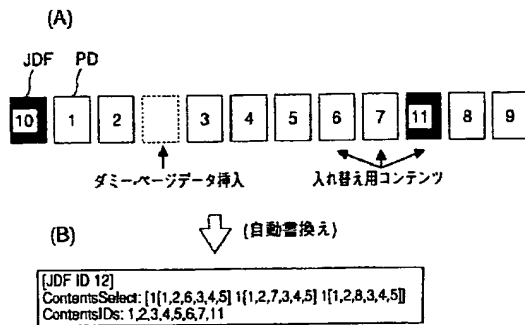 (A)
JDF PD
10 1 2 3 4 5 6 7 11 8 9
ダミー・ページデータ挿入 入れ替え用コンテンツ
(自動書換え)
(B)
[JDF ID 12]
ContentsSelect: [1[1,2,6,3,4,5] 1[1,2,7,3,4,5] 1[1,2,8,3,4,5]]
ContentsIDs: 1,2,3,4,5,6,7,11